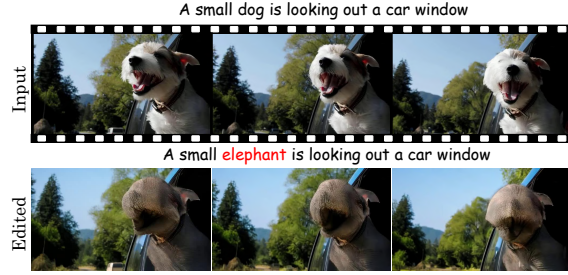 A small dog is looking out a car window
Input
A small elephant is looking out a car window
Edited